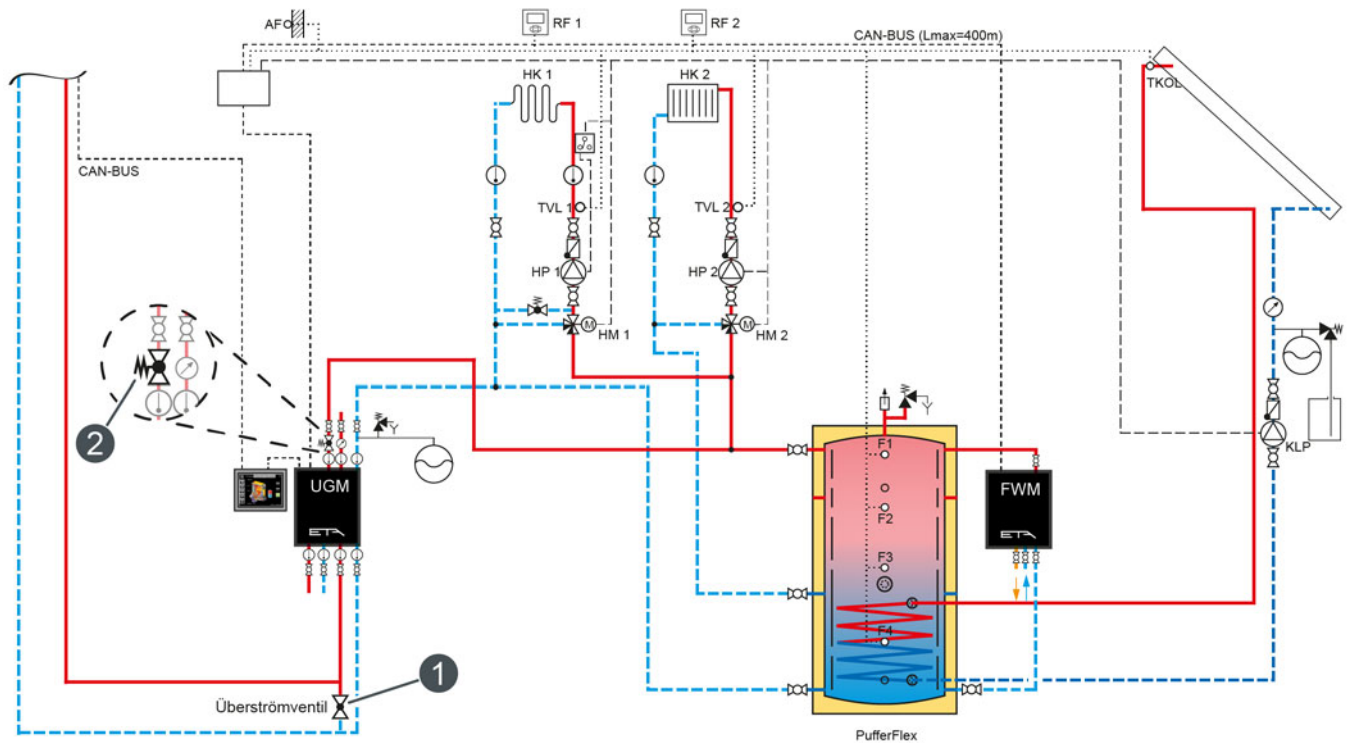 AF
RF 1
RF 2
CAN-BUS (Lmax=400m)
HK 1
HK 2
TKOL
CAN-BUS
TVL 1
TVL 2
HP 1
HP 2
M
HM 1
M
HM 2
2
F1
KLP
UGM
ETA
F2
FWM
ETA
F3
F4
1
Überströmventil
PufferFlex